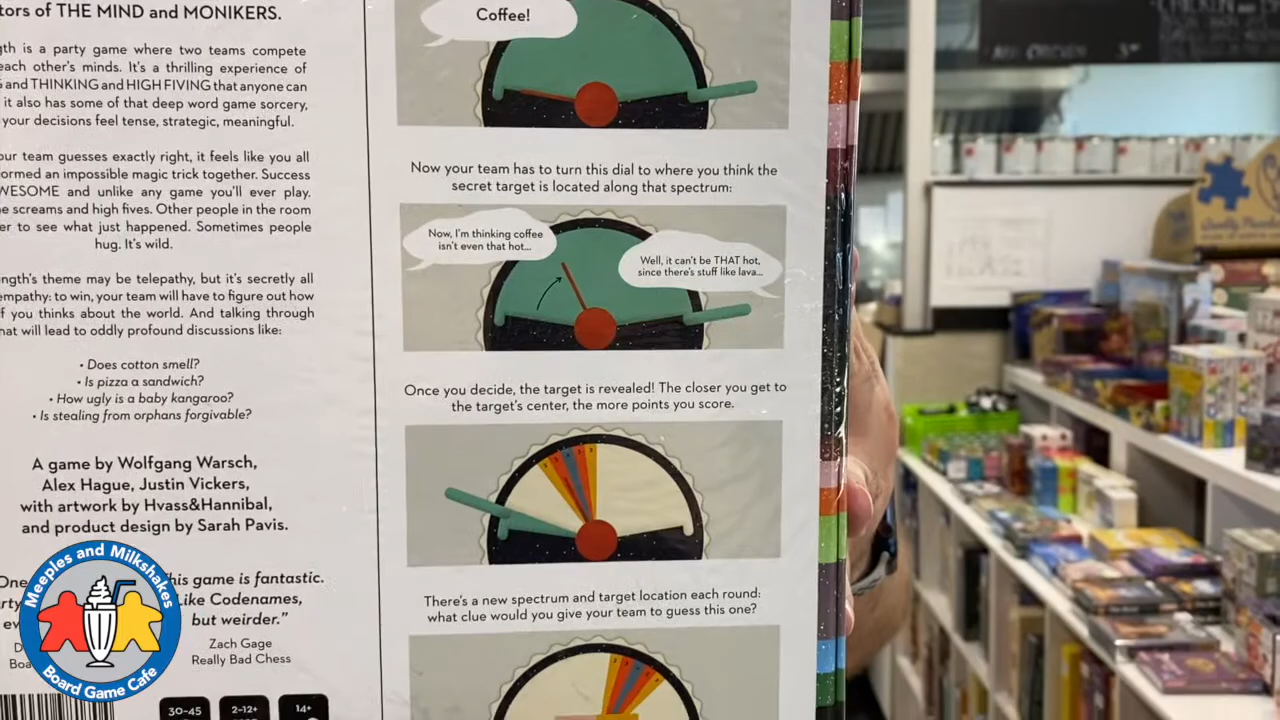 tors of THE MIND and MONIKERS.
gth is a party game where two teams compete
each other's minds. It's a thrilling experience of
and THINKING and HIGH FIVING that anyone can
it also has some of that deep word game sorcery,
your decisions feel tense, strategic, meaningful.
our team guesses exactly right, it feels like you all
ormed an impossible magic trick together. Success
WESOME and unlike any game you'll ever play.
e screams and high fives. Other people in the room
er to see what just happened. Sometimes people
hug. It's wild.
ngth's theme may be telepathy, but it's secretly all
empathy: to win, your team will have to figure out how
f you thinks about the world. And talking through
hat will lead to oddly profound discussions like:
• Does cotton smell?
• Is pizza a sandwich?
• How ugly is a baby kangaroo?
• Is stealing from orphans forgivable?
A game by Wolfgang Warsch,
Alex Hague, Justin Vickers,
with artwork by Hvass&Hannibal,
and product design by Sarah Pavis.
One
rty
ev
D
Boa
his game is fantastic.
Like Codenames,
but weirder.”
Zach Gage
Really Bad Chess
30-45
2-12+
14+
Coffee!
Now your team has to turn this dial to where you think the
secret target is located along that spectrum:
Now, I'm thinking coffee
isn't even that hot...
Well, it can't be THAT hot,
since there's stuff like lava...
Once you decide, the target is revealed! The closer you get to
the target's center, the more points you score.
There's a new spectrum and target location each round:
what clue would you give your team to guess this one?
Meeples and Milkshakes
Board Game Cafe